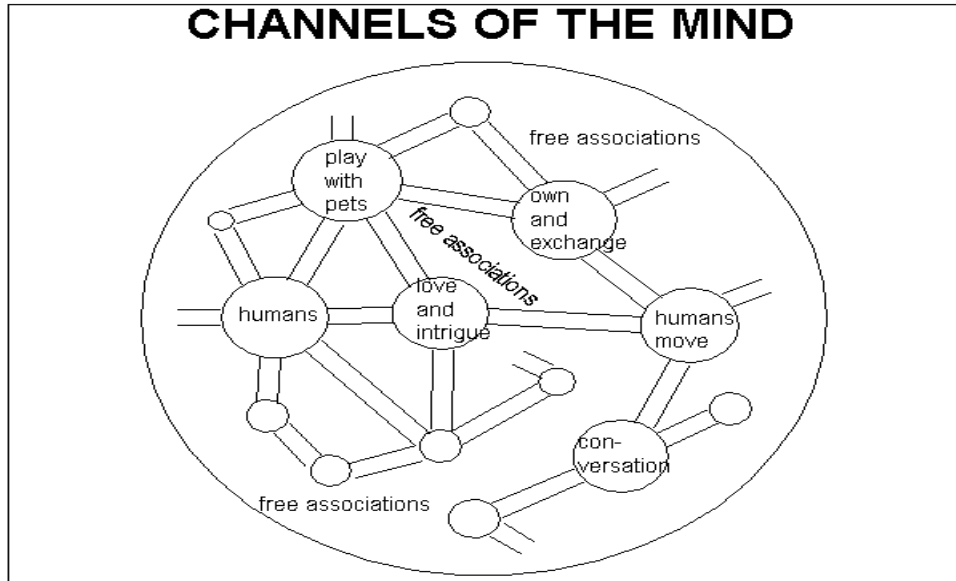 CHANNELS OF THE MIND
free associations
play
with
pets
own
and
exchange
free associations
humans
love
and
intrigue
humans
move
con-
versation
free associations